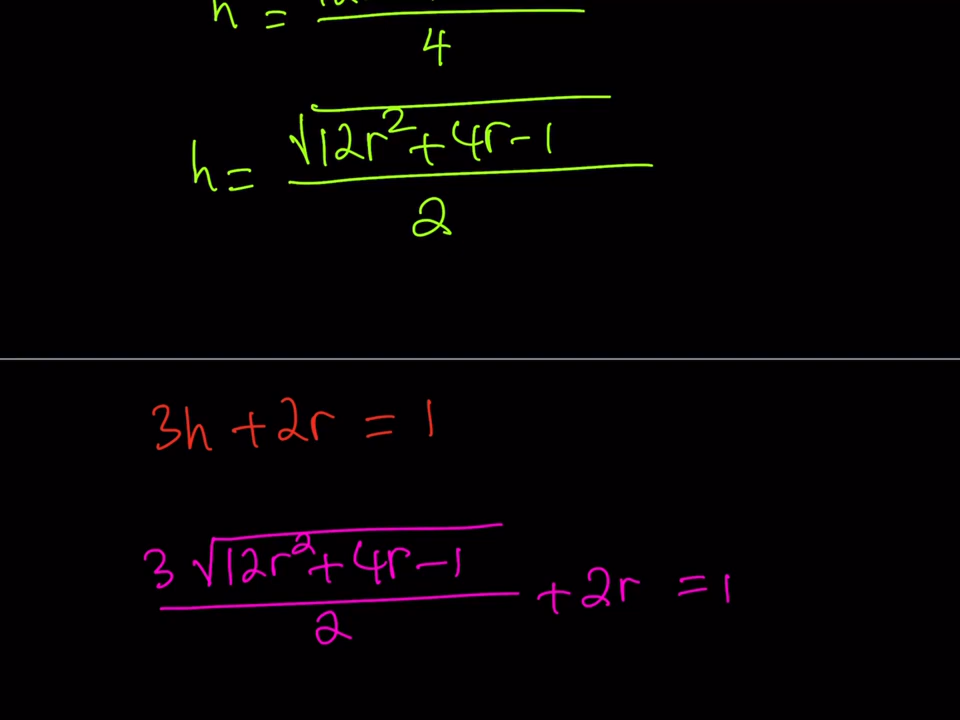 h = / 4
h = √(12r² + 4r - 1) / 2
3h + 2r = 1
3 √(12r² + 4r - 1) / 2 + 2r = 1